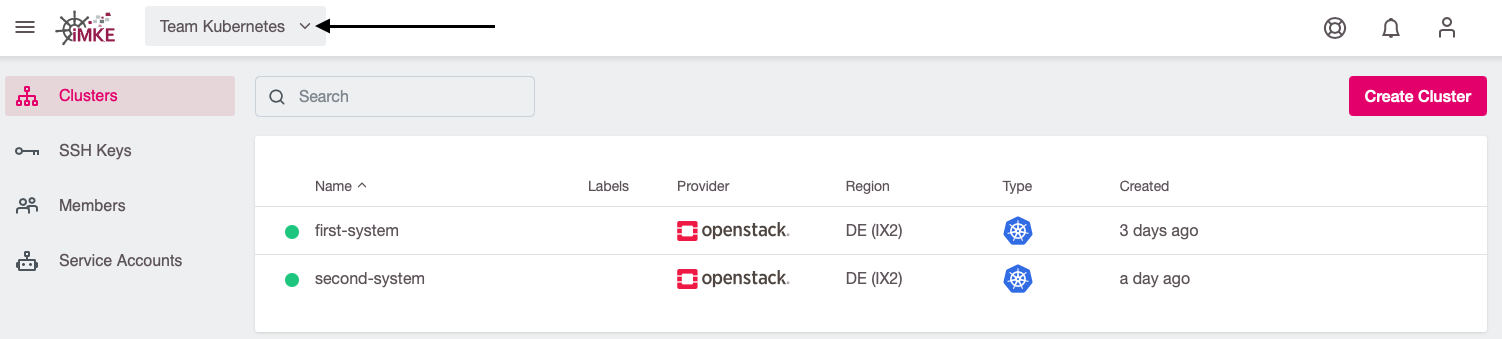 iMKE
Team Kubernetes
Clusters
Search
Create Cluster
SSH Keys
Members
Service Accounts
Name Labels Provider Region Type Created
first-system openstack. DE (IX2) 3 days ago
second-system openstack. DE (IX2) a day ago